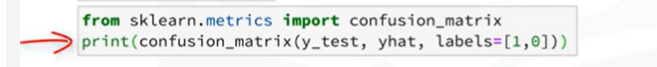 from sklearn.metrics import confusion_matrix
print(confusion_matrix(y_test, yhat, labels=[1,0]))